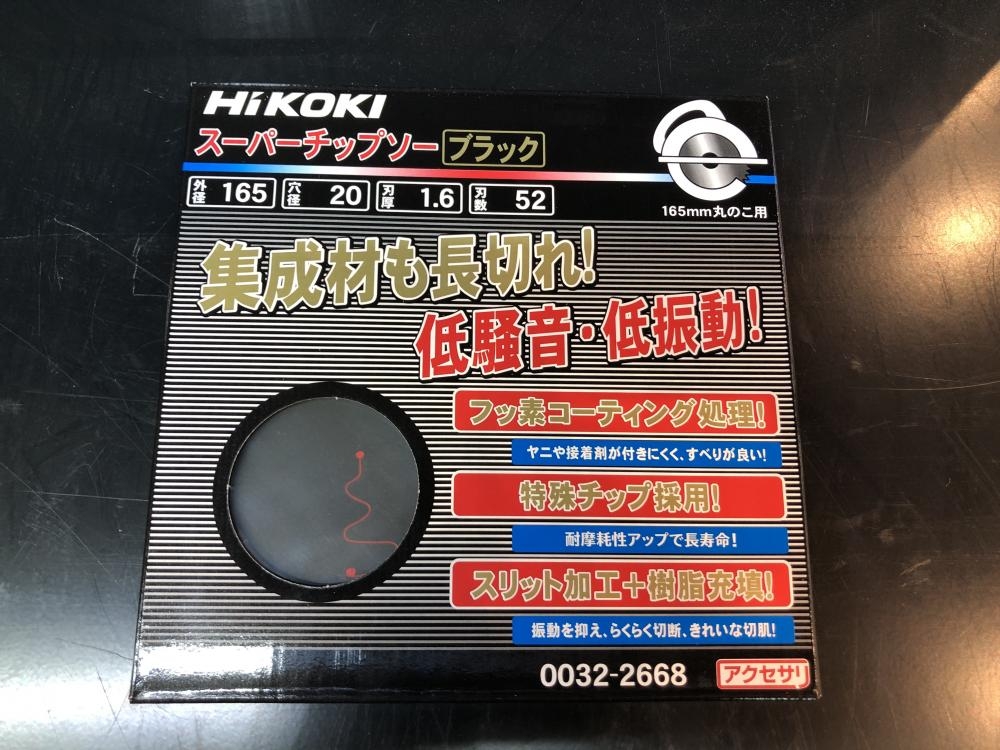 HiKOKI
スーパーチップソー ブラック
外径 165 穴径 20 刃厚 1.6 刃数 52
165mm丸のこ用
集成材も長切れ!
低騒音・低振動!
フッ素コーティング処理!
ヤニや接着剤が付きにくく、すべりが良い!
特殊チップ採用!
耐摩耗性アップで長寿命!
スリット加工+樹脂充填!
振動を抑え、らくらく切断、きれいな切肌!
0032-2668 アクセサリ